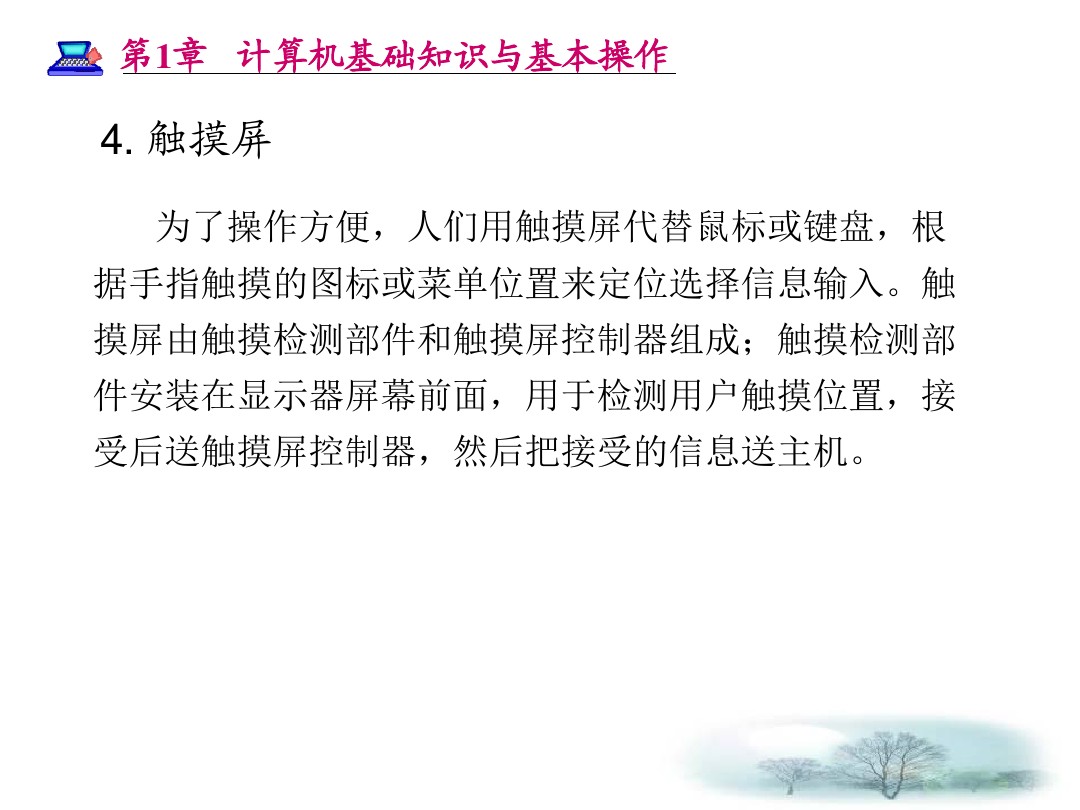 第1章 计算机基础知识与基本操作
4. 触摸屏
为了操作方便，人们用触摸屏代替鼠标或键盘，根
据手指触摸的图标或菜单位置来定位选择信息输入。触
摸屏由触摸检测部件和触摸屏控制器组成；触摸检测部
件安装在显示器屏幕前面，用于检测用户触摸位置，接
受后送触摸屏控制器，然后把接受的信息送主机。